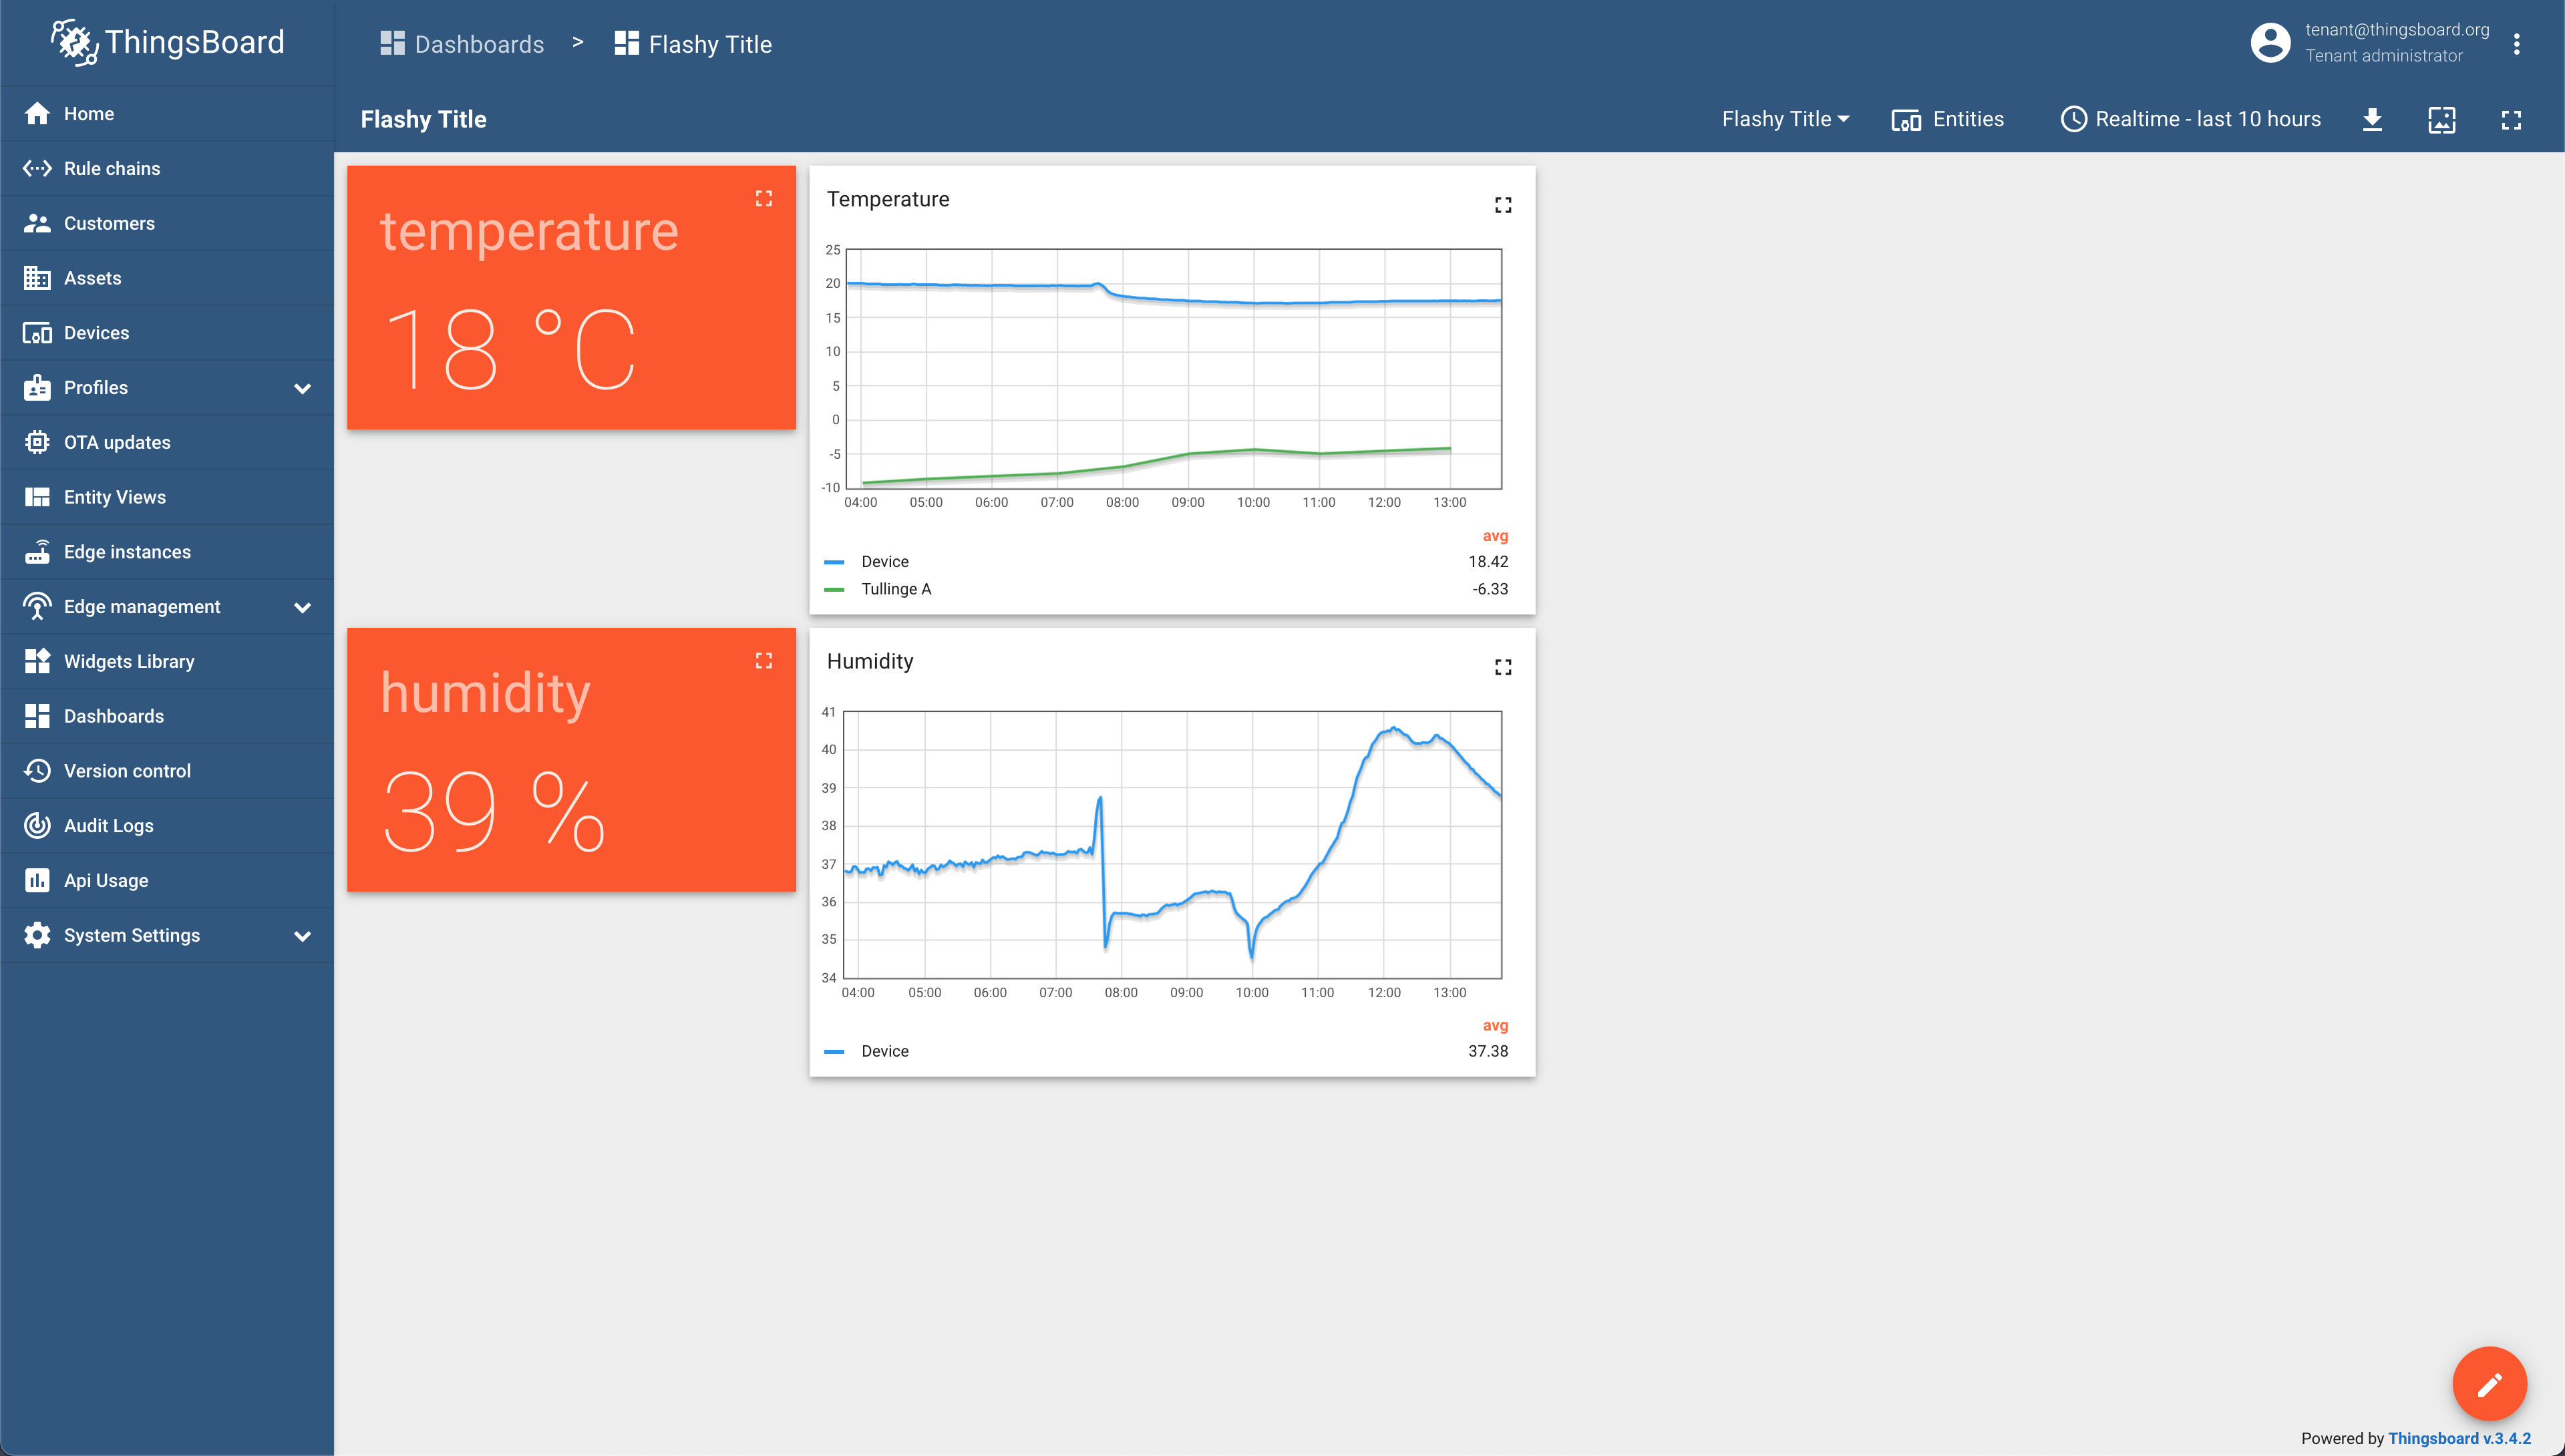 ThingsBoard
Dashboards > Flashy Title
tenant@thingsboard.org
Tenant administrator
Home
Rule chains
Customers
Assets
Devices
Profiles
OTA updates
Entity Views
Edge instances
Edge management
Widgets Library
Dashboards
Version control
Audit Logs
Api Usage
System Settings
Flashy Title
Flashy Title
Entities
Realtime - last 10 hours
temperature
18 °C
Temperature
25
20
15
10
5
0
-5
-10
04:00 05:00 06:00 07:00 08:00 09:00 10:00 11:00 12:00 13:00
avg
Device 18.42
Tullinge A -6.33
humidity
39 %
Humidity
41
40
39
38
37
36
35
34
04:00 05:00 06:00 07:00 08:00 09:00 10:00 11:00 12:00 13:00
avg
Device 37.38
Powered by Thingsboard v.3.4.2